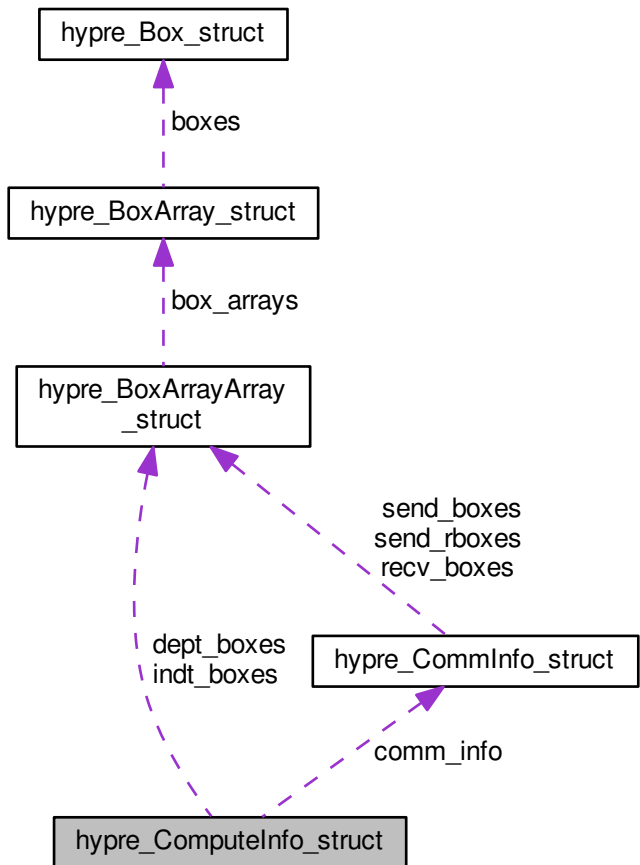 hypre_Box_struct
boxes
hypre_BoxArray_struct
box_arrays
hypre_BoxArrayArray
_struct
send_boxes
send_rboxes
recv_boxes
dept_boxes
indt_boxes
hypre_CommInfo_struct
comm_info
hypre_ComputeInfo_struct